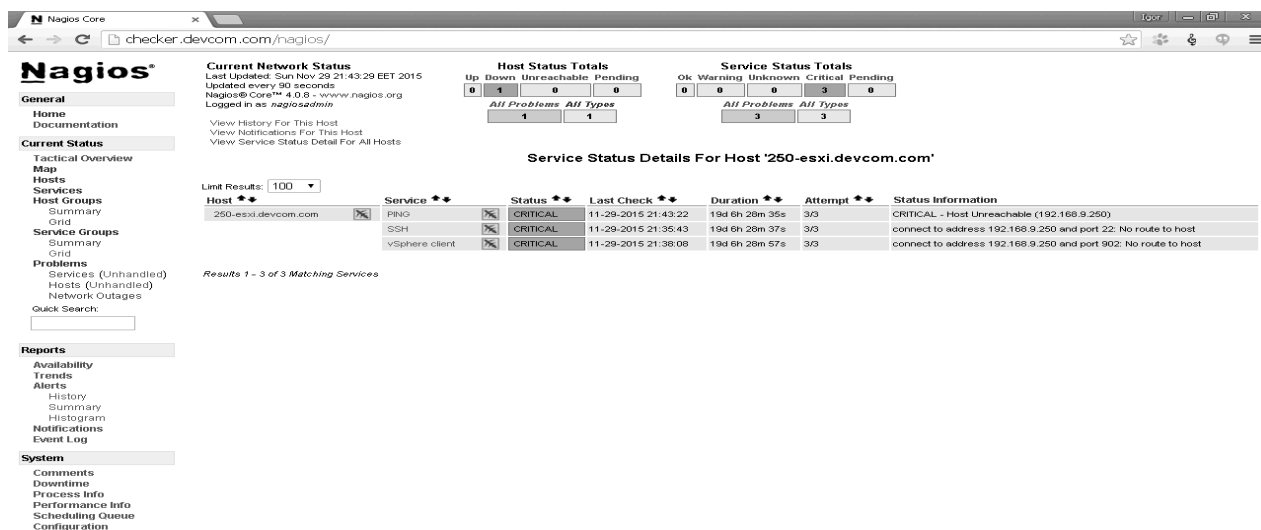 N Nagios Core
Igor
checker.devcom.com/nagios/
Nagios®
General
Home
Documentation
Current Status
Tactical Overview
Map
Hosts
Services
Host Groups
Summary
Grid
Service Groups
Summary
Grid
Problems
Services (Unhandled)
Hosts (Unhandled)
Network Outages
Quick Search:
Reports
Availability
Trends
Alerts
History
Summary
Histogram
Notifications
Event Log
System
Comments
Downtime
Process Info
Performance Info
Scheduling Queue
Configuration
Current Network Status
Last Updated: Sun Nov 29 21:43:29 EET 2015
Updated every 90 seconds
Nagios® Core™ 4.0.8 - www.nagios.org
Logged in as nagiosadmin
View History For This Host
View Notifications For This Host
View Service Status Detail For All Hosts
Host Status Totals
Up Down Unreachable Pending
0 1 0 0
All Problems All Types
1 1
Service Status Totals
Ok Warning Unknown Critical Pending
0 0 0 3 0
All Problems All Types
3 3
Service Status Details For Host '250-esxi.devcom.com'
Limit Results: 100
Host Service Status Last Check Duration Attempt Status Information
250-esxi.devcom.com PING CRITICAL 11-29-2015 21:43:22 19d 6h 28m 35s 3/3 CRITICAL - Host Unreachable (192.168.9.250)
SSH CRITICAL 11-29-2015 21:35:43 19d 6h 28m 37s 3/3 connect to address 192.168.9.250 and port 22: No route to host
vSphere client CRITICAL 11-29-2015 21:38:08 19d 6h 28m 57s 3/3 connect to address 192.168.9.250 and port 902: No route to host
Results 1 - 3 of 3 Matching Services